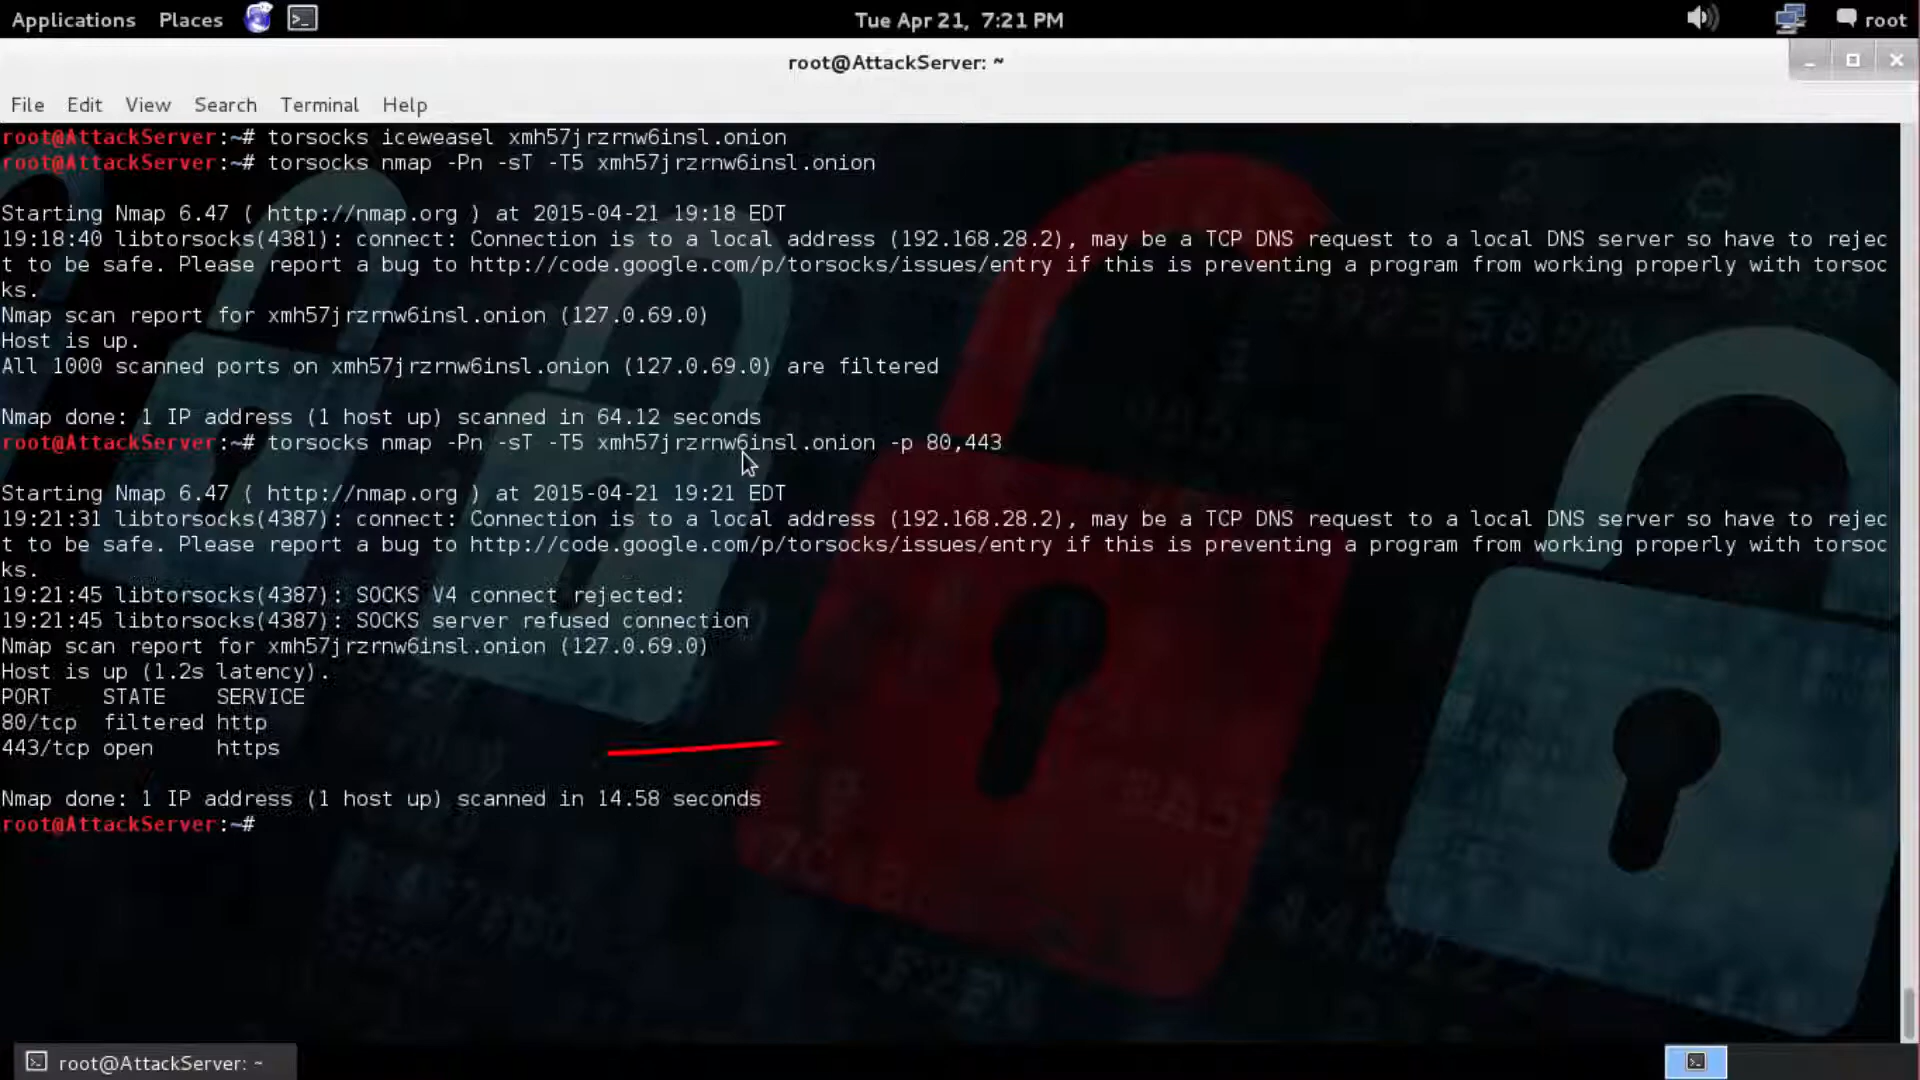 Applications Places Tue Apr 21, 7:21 PM root
root@AttackServer: ~
File Edit View Search Terminal Help
root@AttackServer:~# torsocks iceweasel xmh57jrzrnw6insl.onion
root@AttackServer:~# torsocks nmap -Pn -sT -T5 xmh57jrzrnw6insl.onion
Starting Nmap 6.47 ( http://nmap.org ) at 2015-04-21 19:18 EDT
19:18:40 libtorsocks(4381): connect: Connection is to a local address (192.168.28.2), may be a TCP DNS request to a local DNS server so have to rejec
t to be safe. Please report a bug to http://code.google.com/p/torsocks/issues/entry if this is preventing a program from working properly with torsoc
ks.
Nmap scan report for xmh57jrzrnw6insl.onion (127.0.69.0)
Host is up.
All 1000 scanned ports on xmh57jrzrnw6insl.onion (127.0.69.0) are filtered
Nmap done: 1 IP address (1 host up) scanned in 64.12 seconds
root@AttackServer:~# torsocks nmap -Pn -sT -T5 xmh57jrzrnw6insl.onion -p 80,443
Starting Nmap 6.47 ( http://nmap.org ) at 2015-04-21 19:21 EDT
19:21:31 libtorsocks(4387): connect: Connection is to a local address (192.168.28.2), may be a TCP DNS request to a local DNS server so have to rejec
t to be safe. Please report a bug to http://code.google.com/p/torsocks/issues/entry if this is preventing a program from working properly with torsoc
ks.
19:21:45 libtorsocks(4387): SOCKS V4 connect rejected:
19:21:45 libtorsocks(4387): SOCKS server refused connection
Nmap scan report for xmh57jrzrnw6insl.onion (127.0.69.0)
Host is up (1.2s latency).
PORT STATE SERVICE
80/tcp filtered http
443/tcp open https
Nmap done: 1 IP address (1 host up) scanned in 14.58 seconds
root@AttackServer:~#
root@AttackServer: ~